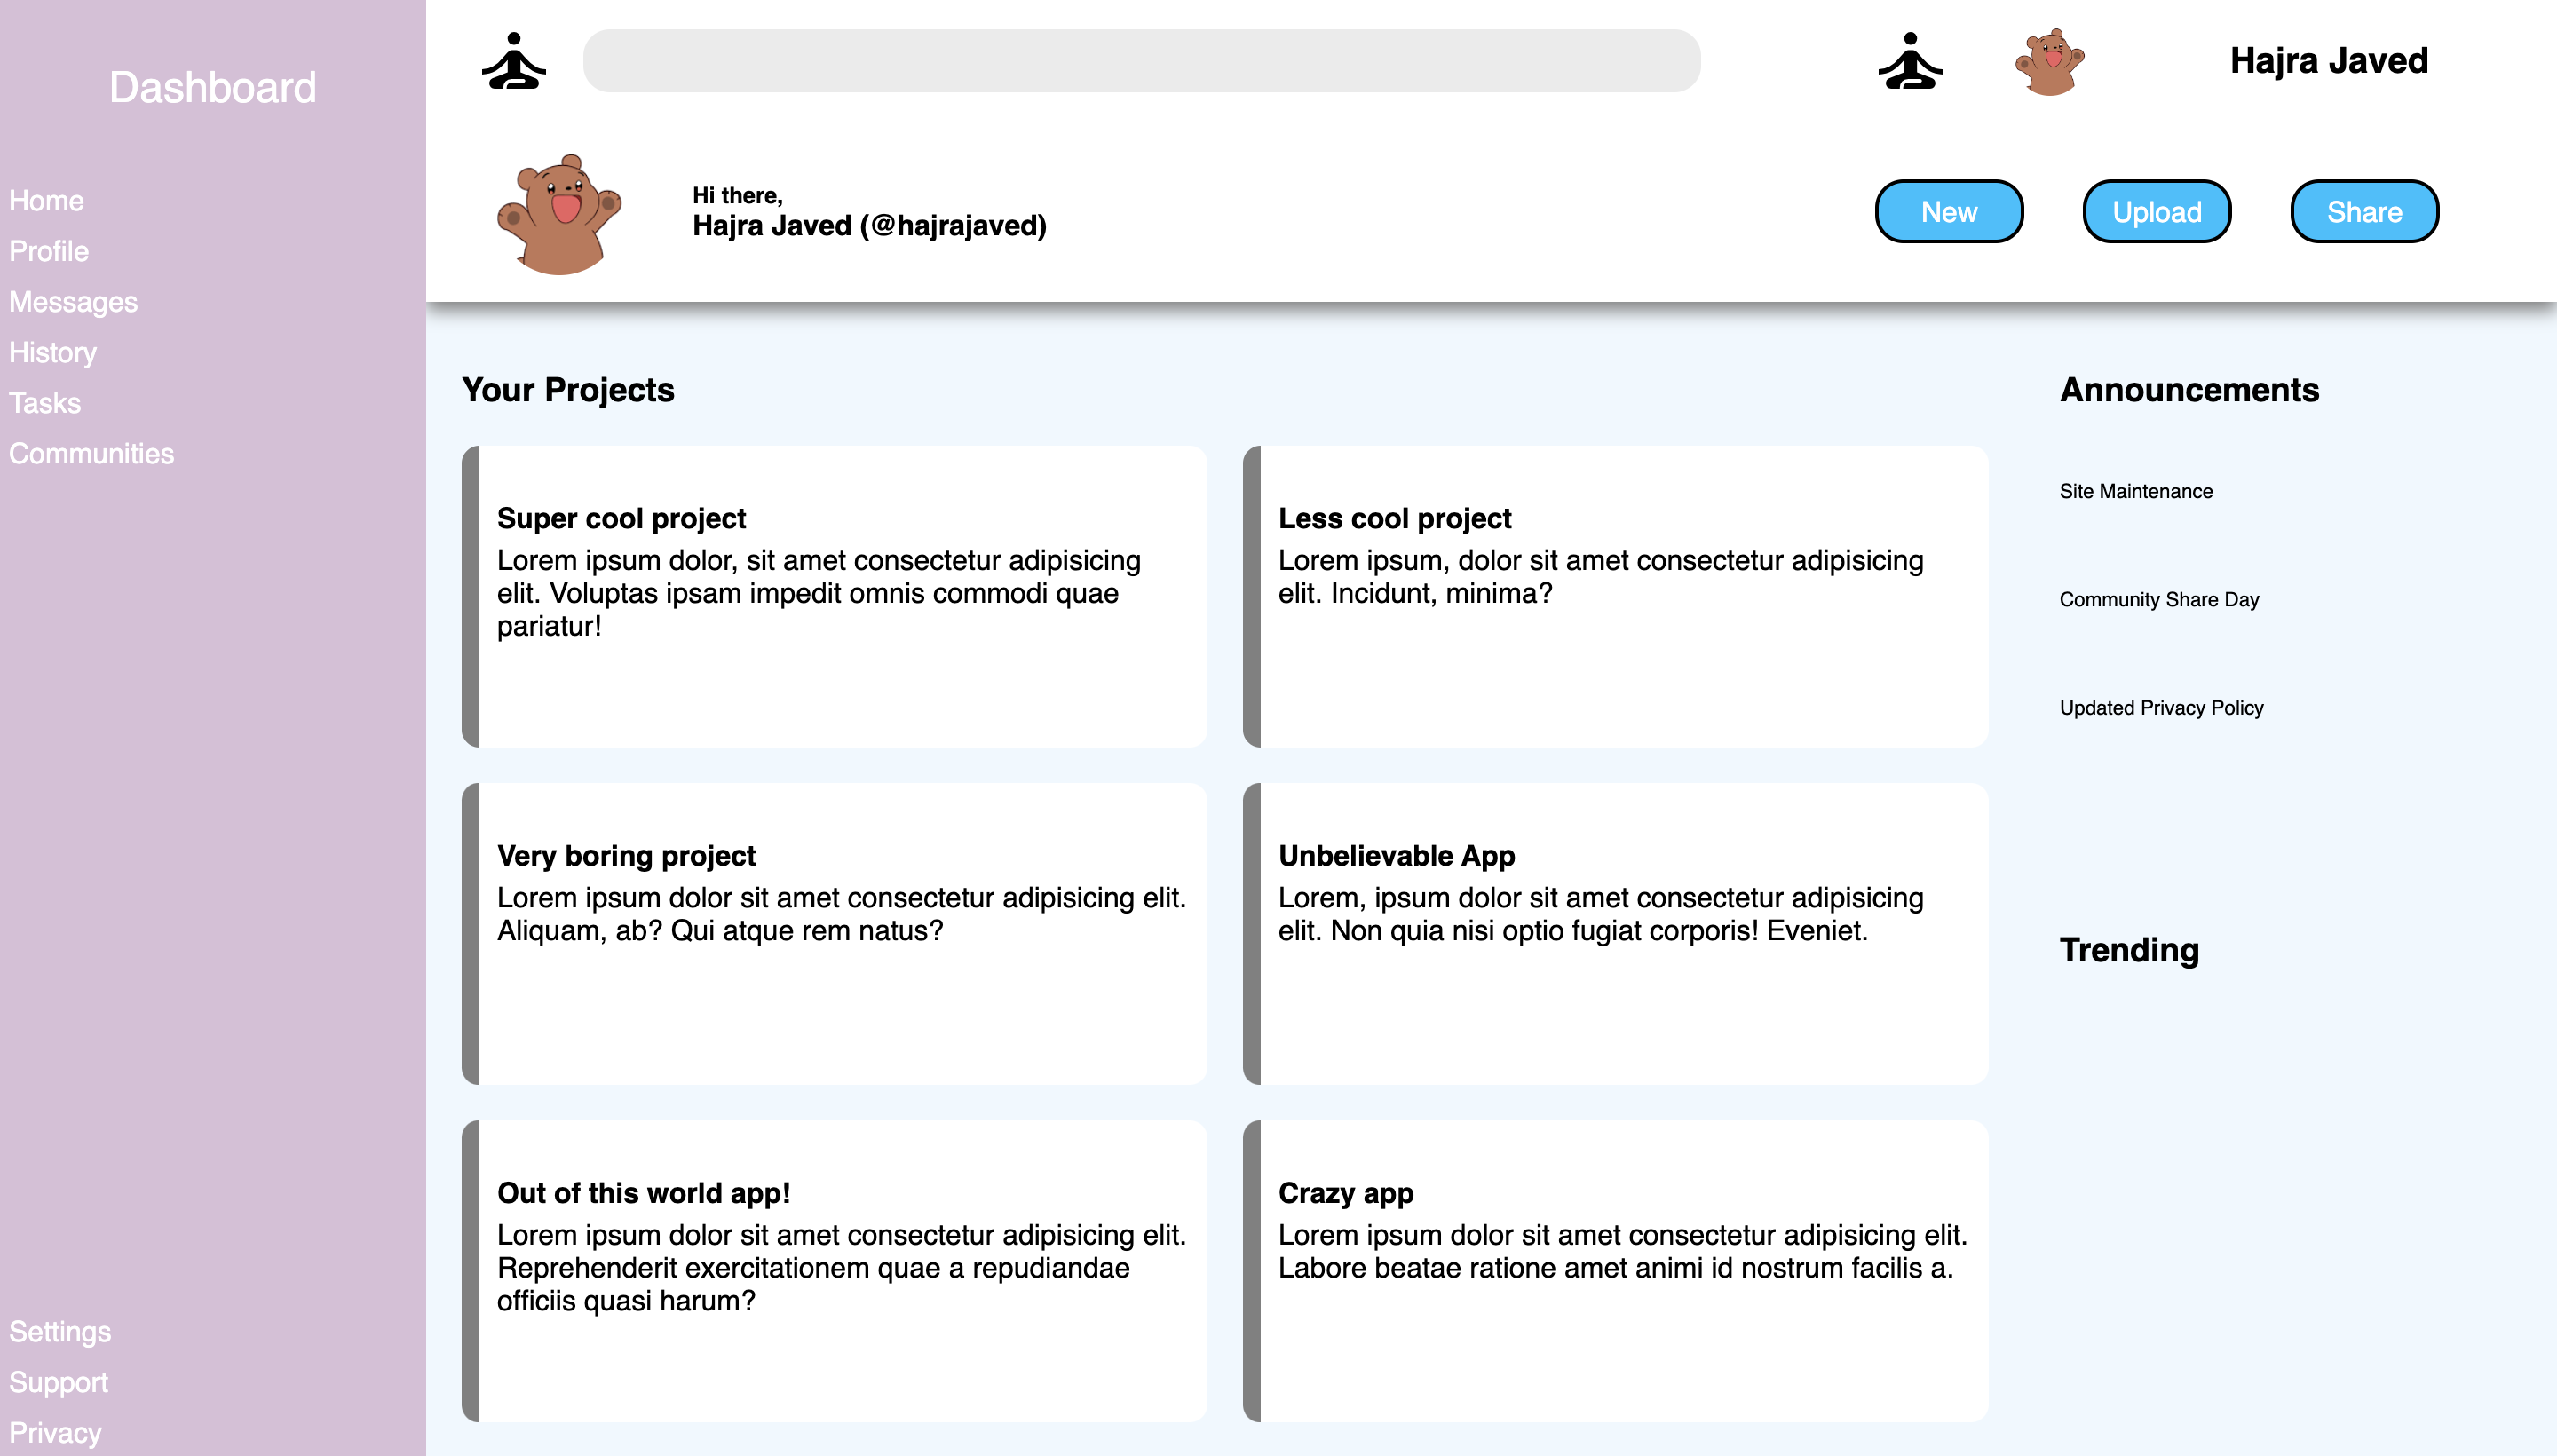 Dashboard
Home
Profile
Messages
History
Tasks
Communities
Settings
Support
Privacy
Hajra Javed
Hi there,
Hajra Javed (@hajrajaved)
New
Upload
Share
Your Projects
Super cool project
Lorem ipsum dolor, sit amet consectetur adipisicing
elit. Voluptas ipsam impedit omnis commodi quae
pariatur!
Less cool project
Lorem ipsum, dolor sit amet consectetur adipisicing
elit. Incidunt, minima?
Very boring project
Lorem ipsum dolor sit amet consectetur adipisicing elit.
Aliquam, ab? Qui atque rem natus?
Unbelievable App
Lorem, ipsum dolor sit amet consectetur adipisicing
elit. Non quia nisi optio fugiat corporis! Eveniet.
Out of this world app!
Lorem ipsum dolor sit amet consectetur adipisicing elit.
Reprehenderit exercitationem quae a repudiandae
officiis quasi harum?
Crazy app
Lorem ipsum dolor sit amet consectetur adipisicing elit.
Labore beatae ratione amet animi id nostrum facilis a.
Announcements
Site Maintenance
Community Share Day
Updated Privacy Policy
Trending